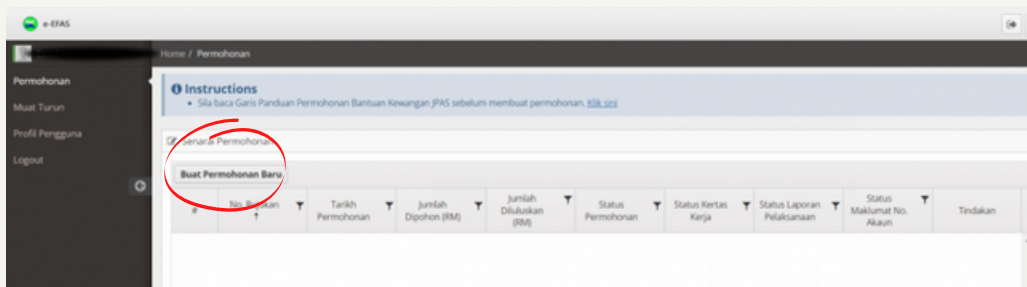 e-EFAS
Home / Permohonan
Permohonan
Muat Turun
Profil Pengguna
Logout
Instructions
• Sila baca Garis Panduan Permohonan Bantuan Kewangan JPAS sebelum membuat permohonan. Klik sini
Senarai Permohonan
Buat Permohonan Baru
# No. Rujukan ↑ Tarikh Permohonan Jumlah Dipohon (RM) Jumlah Diluluskan (RM) Status Permohonan Status Kertas Kerja Status Laporan Pelaksanaan Status Maklumat No. Akaun Tindakan